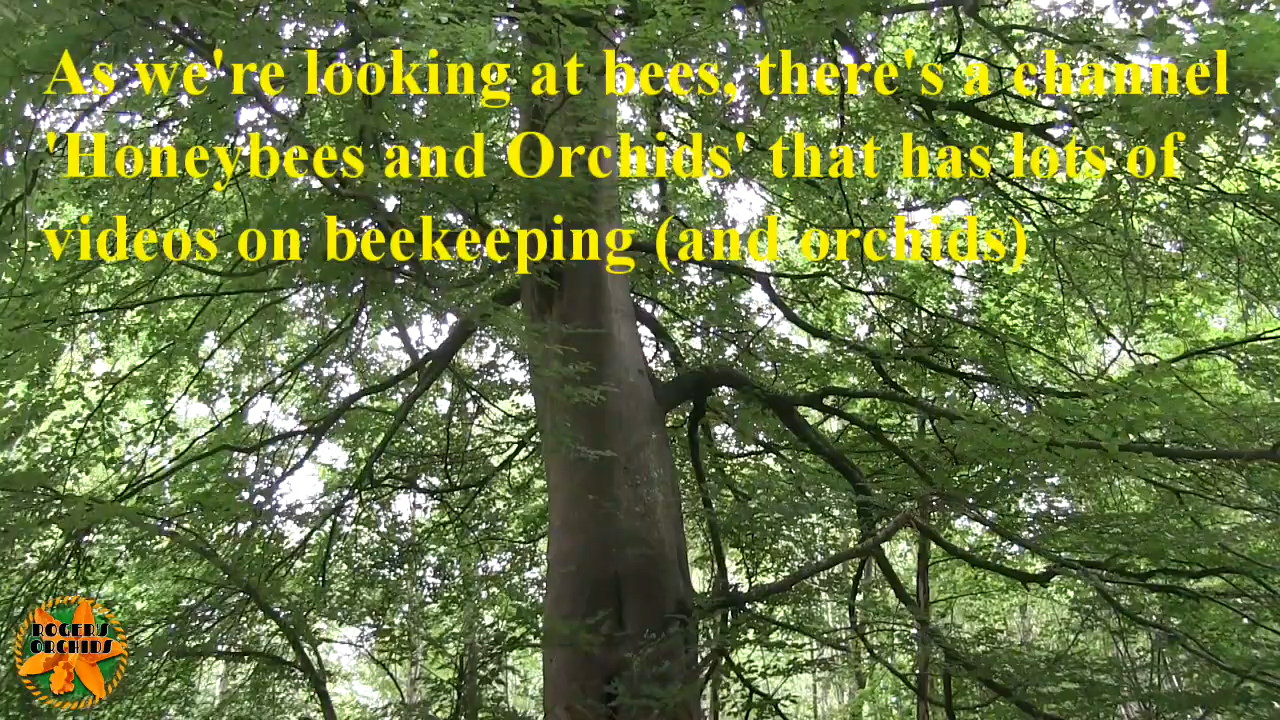 As we're looking at bees, there's a channel
'Honeybees and Orchids' that has lots of
videos on beekeeping (and orchids)
ROGER'S
ORCHIDS